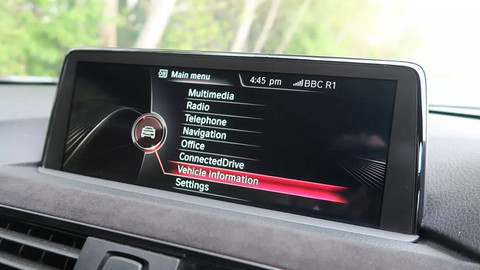 Main menu
4:45 pm BBC R1
Multimedia
Radio
Telephone
Navigation
Office
ConnectedDrive
Vehicle information
Settings